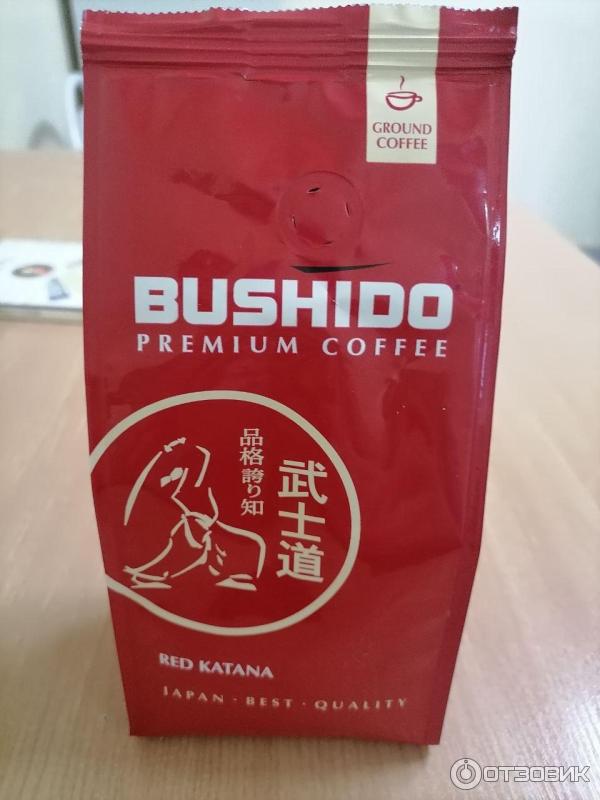 GROUND
COFFEE
BUSHIDO
PREMIUM COFFEE
武士道
品格誇り知
RED KATANA
JAPAN · BEST · QUALITY
ОТЗОВИК